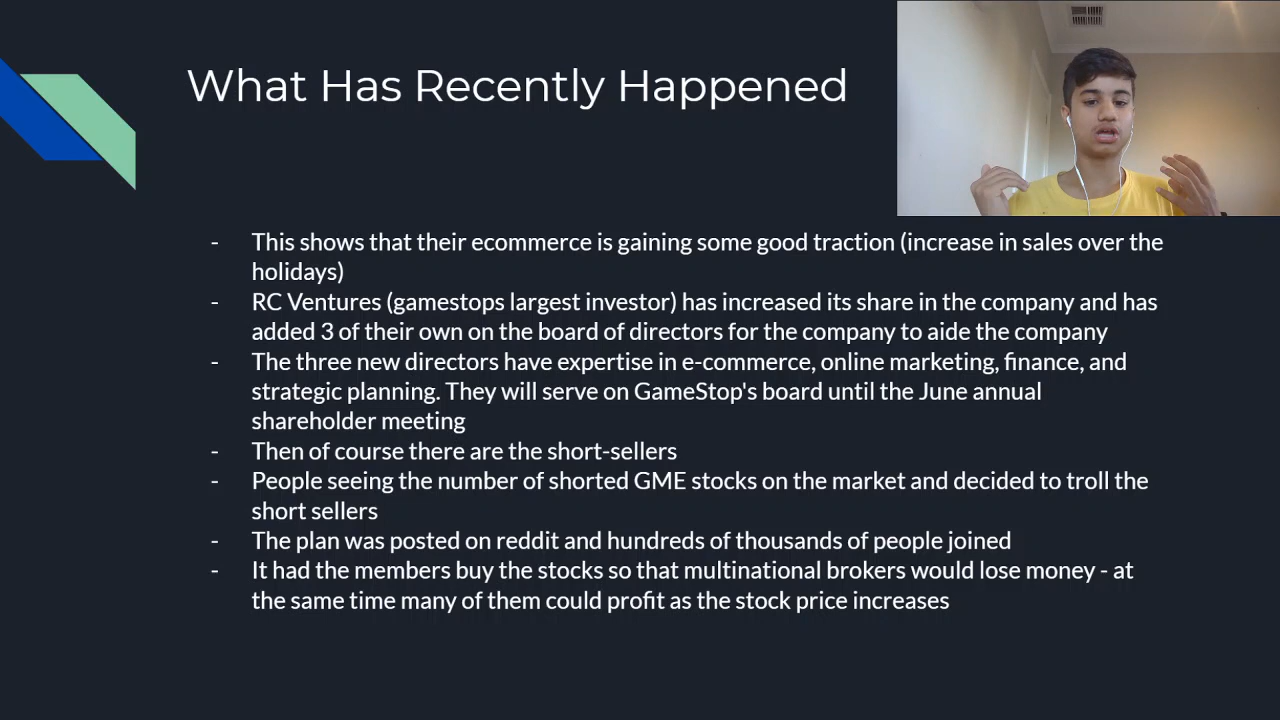 What Has Recently Happened
- This shows that their ecommerce is gaining some good traction (increase in sales over the
holidays)
- RC Ventures (gamestops largest investor) has increased its share in the company and has
added 3 of their own on the board of directors for the company to aide the company
- The three new directors have expertise in e-commerce, online marketing, finance, and
strategic planning. They will serve on GameStop's board until the June annual
shareholder meeting
- Then of course there are the short-sellers
- People seeing the number of shorted GME stocks on the market and decided to troll the
short sellers
- The plan was posted on reddit and hundreds of thousands of people joined
- It had the members buy the stocks so that multinational brokers would lose money - at
the same time many of them could profit as the stock price increases